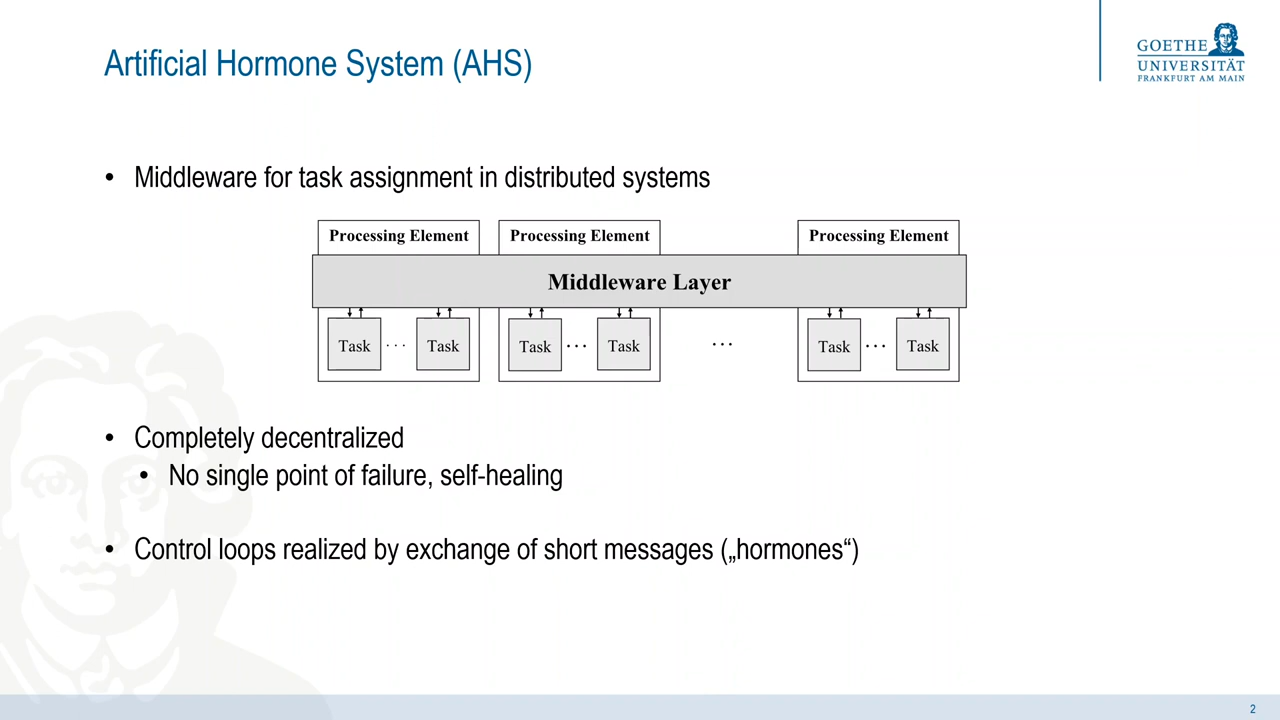 Artificial Hormone System (AHS)
GOETHE
UNIVERSITÄT
FRANKFURT AM MAIN
• Middleware for task assignment in distributed systems
Processing Element Processing Element Processing Element
Middleware Layer
Task ... Task Task ... Task ... Task ... Task
• Completely decentralized
• No single point of failure, self-healing
• Control loops realized by exchange of short messages („hormones“)
2